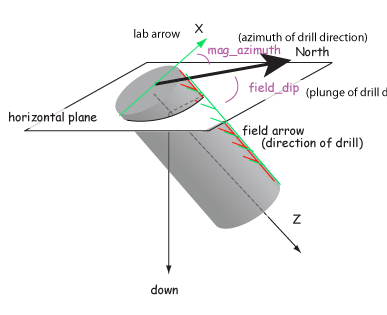 lab arrow
X
(azimuth of drill direction)
mag_azimuth
North
field_dip
(plunge of drill d
horizontal plane
field arrow
(direction of drill)
Z
down